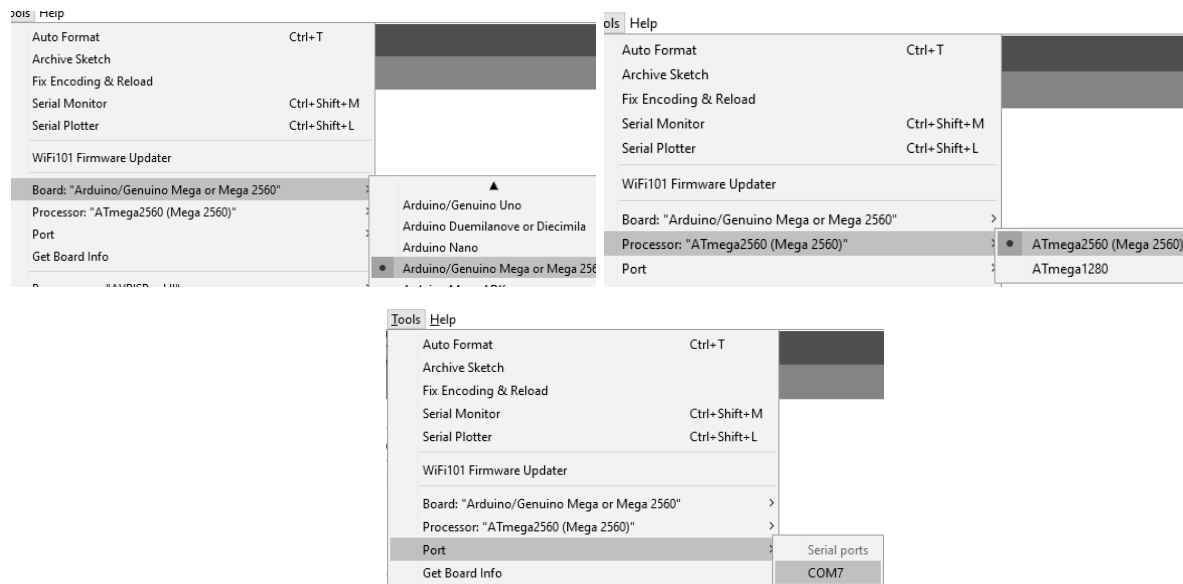 Tools Help
Auto Format Ctrl+T
Archive Sketch
Fix Encoding & Reload
Serial Monitor Ctrl+Shift+M
Serial Plotter Ctrl+Shift+L
WiFi101 Firmware Updater
Board: "Arduino/Genuino Mega or Mega 2560"
Processor: "ATmega2560 (Mega 2560)"
Port
Get Board Info
Arduino/Genuino Uno
Arduino Duemilanove or Diecimila
Arduino Nano
Arduino/Genuino Mega or Mega 256
ols Help
Auto Format Ctrl+T
Archive Sketch
Fix Encoding & Reload
Serial Monitor Ctrl+Shift+M
Serial Plotter Ctrl+Shift+L
WiFi101 Firmware Updater
Board: "Arduino/Genuino Mega or Mega 2560"
Processor: "ATmega2560 (Mega 2560)"
Port
ATmega2560 (Mega 2560)
ATmega1280
Tools Help
Auto Format Ctrl+T
Archive Sketch
Fix Encoding & Reload
Serial Monitor Ctrl+Shift+M
Serial Plotter Ctrl+Shift+L
WiFi101 Firmware Updater
Board: "Arduino/Genuino Mega or Mega 2560"
Processor: "ATmega2560 (Mega 2560)"
Port
Get Board Info
Serial ports
COM7